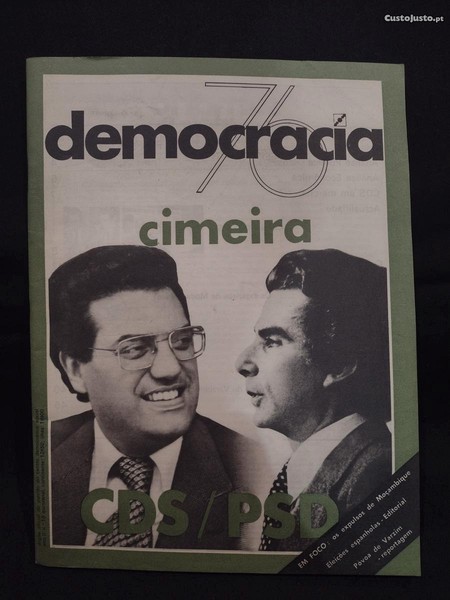 CustoJusto.pt
76
democracia
cimeira
CDS / PSD
EM FOCO: os expulsos de Moçambique
Eleições espanholas - Editorial
Póvoa de Varzim
- reportagem